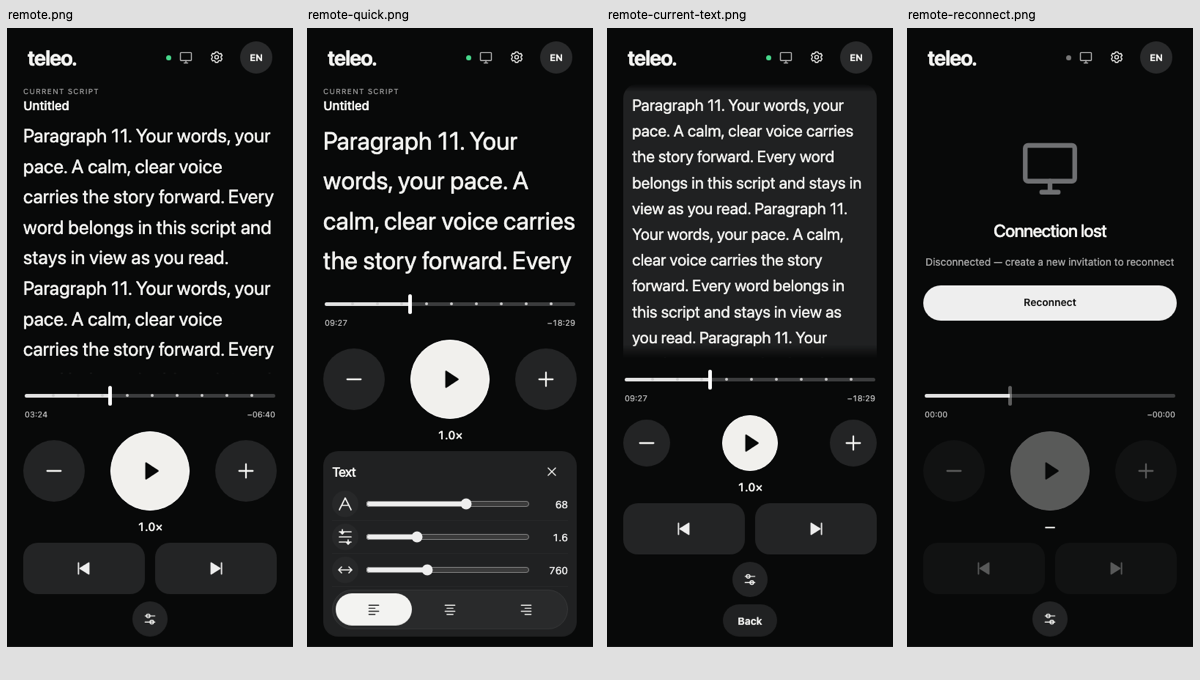 remote.png
teleo.
EN
CURRENT SCRIPT
Untitled
Paragraph 11. Your words, your
pace. A calm, clear voice
carries the story forward. Every
word belongs in this script and
stays in view as you read.
Paragraph 11. Your words, your
pace. A calm, clear voice
carries the story forward. Every
03:24
−06:40
1.0×
remote-quick.png
teleo.
EN
CURRENT SCRIPT
Untitled
Paragraph 11. Your
words, your pace. A
calm, clear voice carries
the story forward. Every
09:27
−18:29
1.0×
Text
A
68
1.6
760
remote-current-text.png
teleo.
EN
Paragraph 11. Your words, your
pace. A calm, clear voice carries
the story forward. Every word
belongs in this script and stays in
view as you read. Paragraph 11.
Your words, your pace. A calm,
clear voice carries the story
forward. Every word belongs in
this script and stays in view as
you read. Paragraph 11. Your
09:27
−18:29
1.0×
Back
remote-reconnect.png
teleo.
EN
Connection lost
Disconnected — create a new invitation to reconnect
Reconnect
00:00
−00:00
—